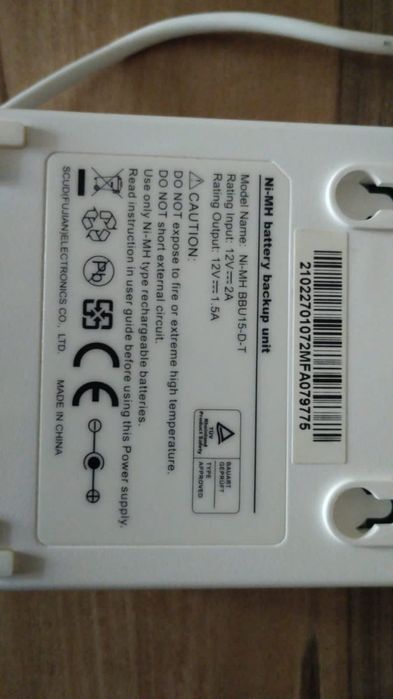 21022701072MFA079775
Ni-MH battery backup unit
Model Name: Ni-MH BBU15-D-T
Rating Input: 12V⎓2A
Rating Output: 12V⎓1.5A
TÜV
Rheinland
Product Safety
BAUART
GEPRÜFT
TYPE
APPROVED
⚠CAUTION:
DO NOT expose to fire or extreme high temperature.
DO NOT short external circuit.
Use only Ni-MH type rechargeable batteries.
Read instruction in user guide before using this Power supply.
Pb
CE
SCUD(FUJIAN)ELECTRONICS CO., LTD MADE IN CHINA